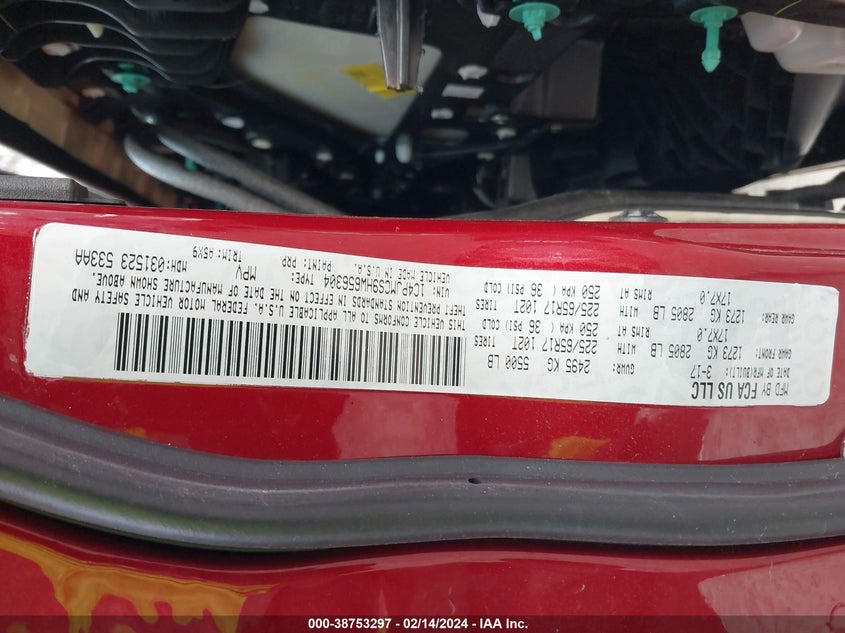 MFD BY FCA US LLC
DATE OF MFR(BUILT): 3-17
GVWR: 2495 KG 5500 LB
GAWR FRONT: 1273 KG 2805 LB WITH 225/65R17 102T TIRES
17X7.0 RIMS AT 250 KPA ( 36 PSI) COLD
GAWR REAR: 1273 KG 2805 LB WITH 225/65R17 102T TIRES
17X7.0 RIMS AT 250 KPA ( 36 PSI) COLD
THIS VEHICLE CONFORMS TO ALL APPLICABLE U.S.A. FEDERAL MOTOR VEHICLE SAFETY AND
THEFT PREVENTION STANDARDS IN EFFECT ON THE DATE OF MANUFACTURE SHOWN ABOVE.
VIN: 1C4PJMCS9HW656304 TYPE: MPV MDH:031523 533AA
VEHICLE MADE IN U.S.A. PAINT: PRP TRIM: A5X9
000-38753297 - 02/14/2024 - IAA Inc.